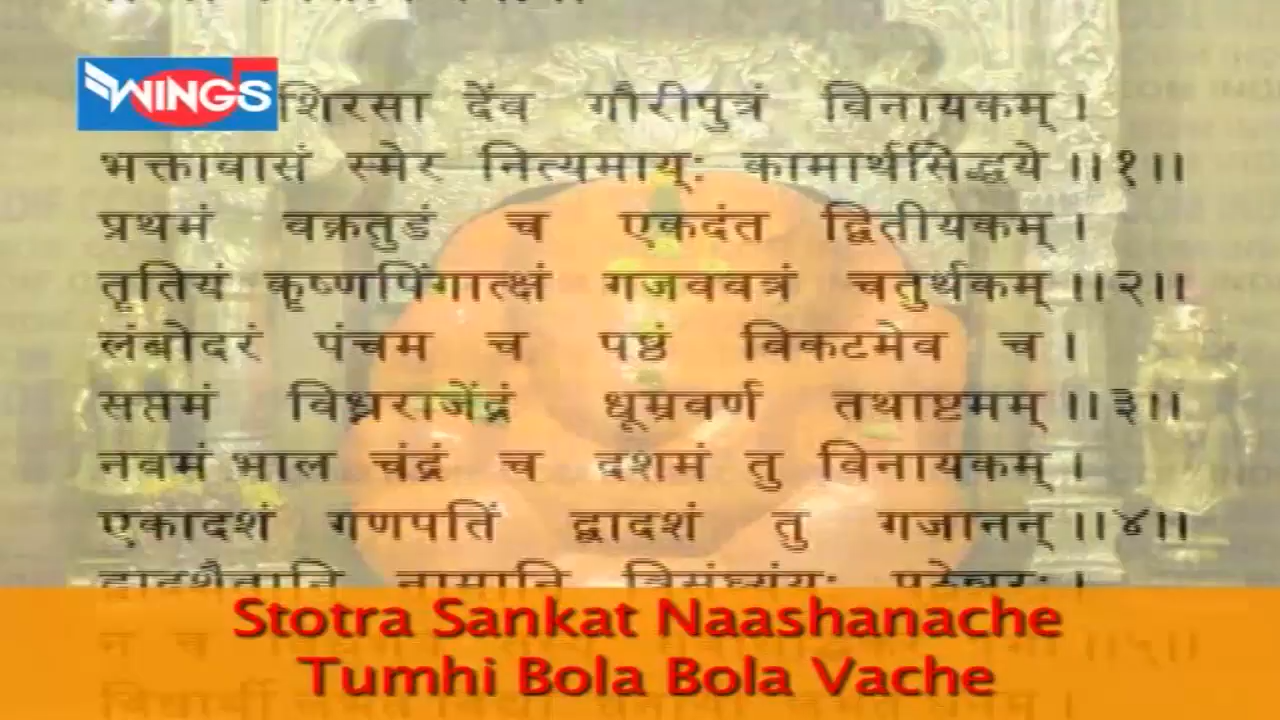 WINGS
शिरसा देंव गौरीपुत्रं विनायकम् ।
भक्तावासं स्मेर नित्यमाय्ः कामार्थसिद्धये ॥१॥
प्रथमं वक्रतुडं च एकदंत द्वितीयकम् ।
तृतियं कृष्णपिंगात्क्षं गजववत्रं चतुर्थकम् ॥२॥
लंबोदरं पंचम च पष्ठं विकटमेव च ।
सप्तमं विध्नराजेंद्रं धूम्रवर्ण तथाष्टमम् ॥३॥
नवमं भाल चंद्रं च दशमं तु विनायकम् ।
एकादशं गणपतिं द्वादशं तु गजानन् ॥४॥
Stotra Sankat Naashanache
Tumhi Bola Bola Vache